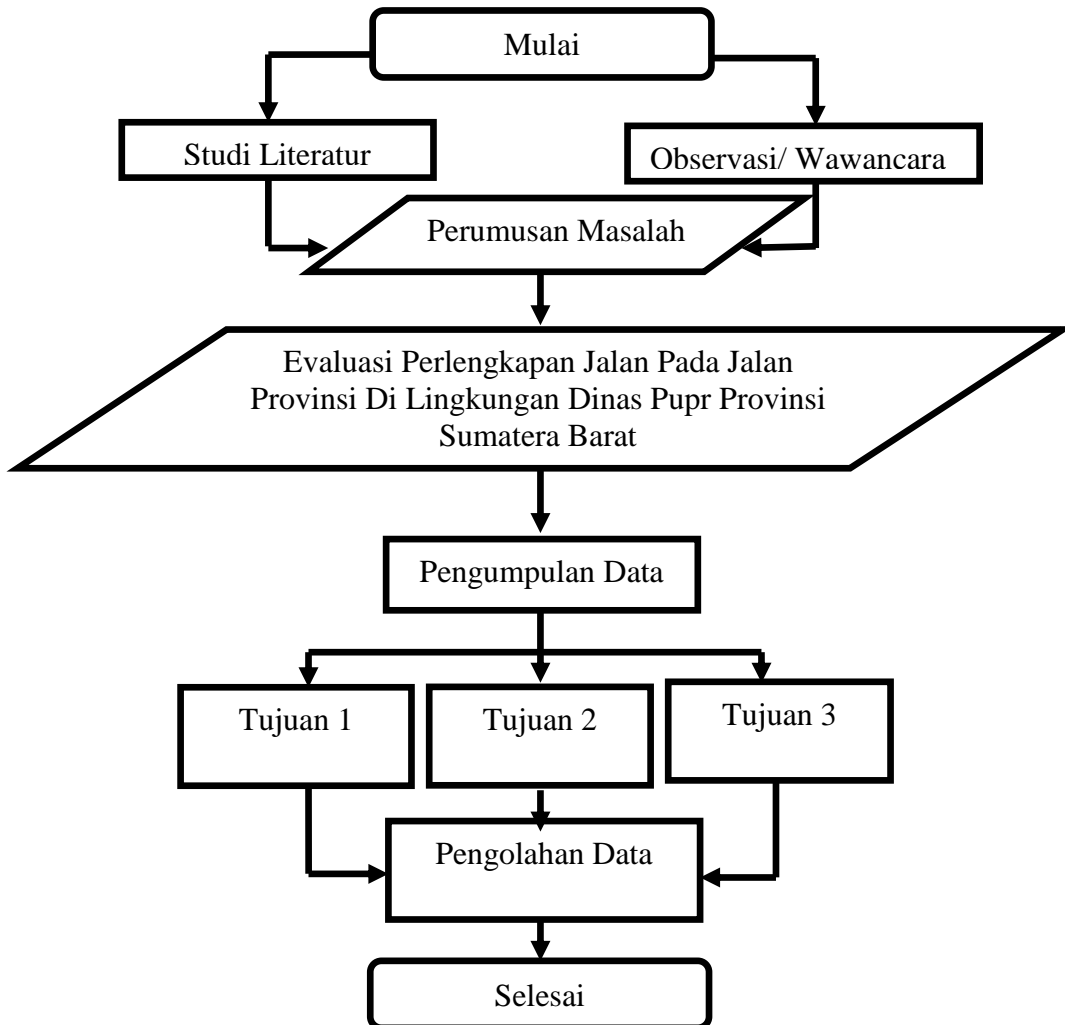 Mulai
Studi Literatur
Observasi/ Wawancara
Perumusan Masalah
Evaluasi Perlengkapan Jalan Pada Jalan
Provinsi Di Lingkungan Dinas Pupr Provinsi
Sumatera Barat
Pengumpulan Data
Tujuan 1
Tujuan 2
Tujuan 3
Pengolahan Data
Selesai